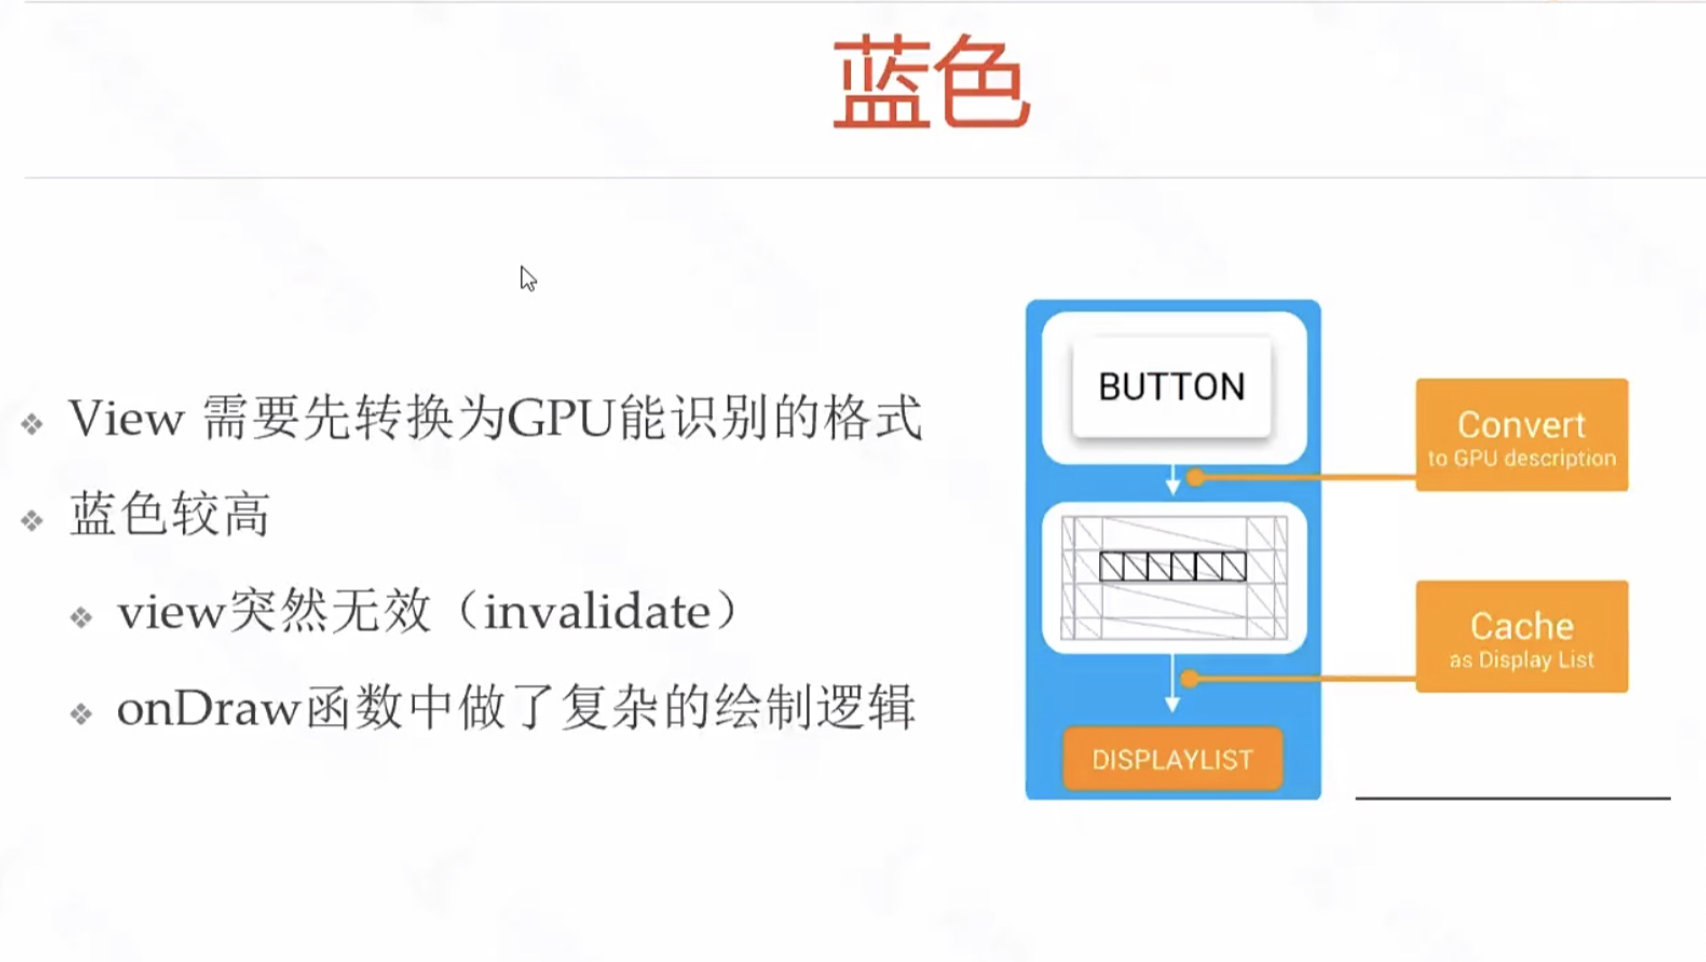 蓝色
View 需要先转换为GPU能识别的格式
蓝色较高
view突然无效（invalidate）
onDraw函数中做了复杂的绘制逻辑
BUTTON
Convert
to GPU description
Cache
as Display List
DISPLAYLIST